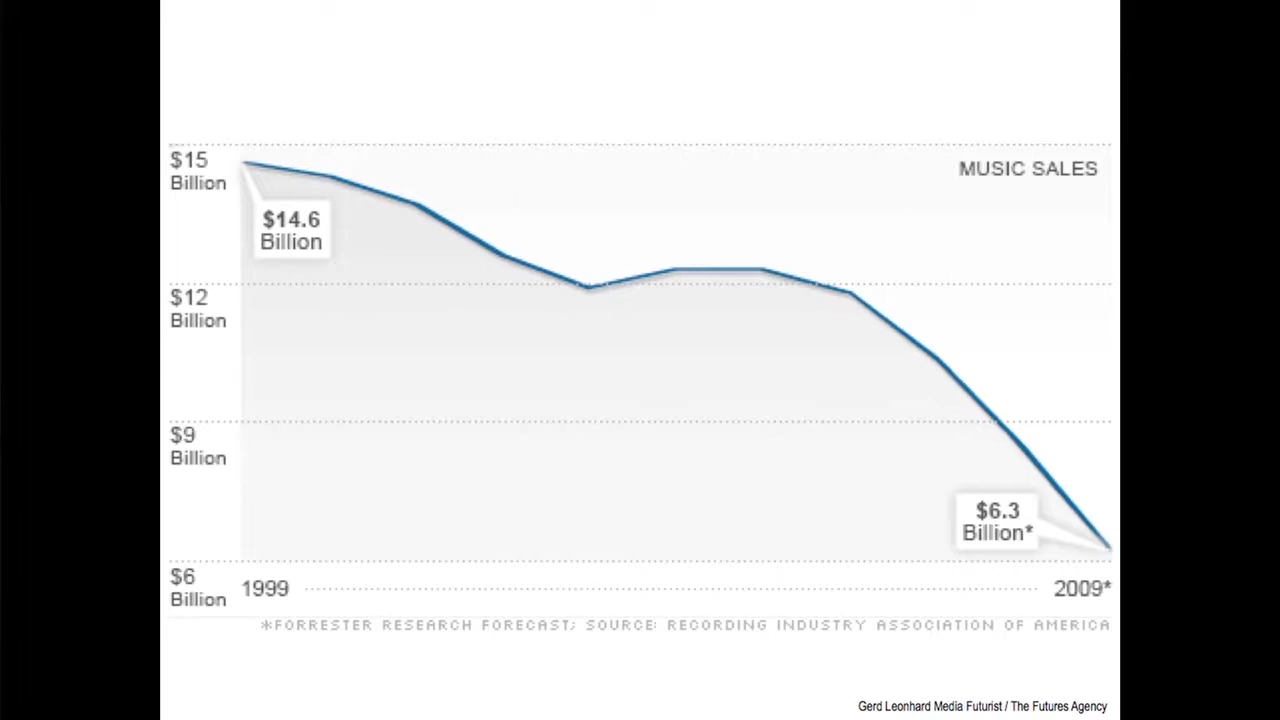 $15
Billion
MUSIC SALES
$14.6
Billion
$12
Billion
$9
Billion
$6.3
Billion*
$6
Billion
1999
2009*
*FORRESTER RESEARCH FORECAST; SOURCE: RECORDING INDUSTRY ASSOCIATION OF AMERICA
Gerd Leonhard Media Futurist / The Futures Agency